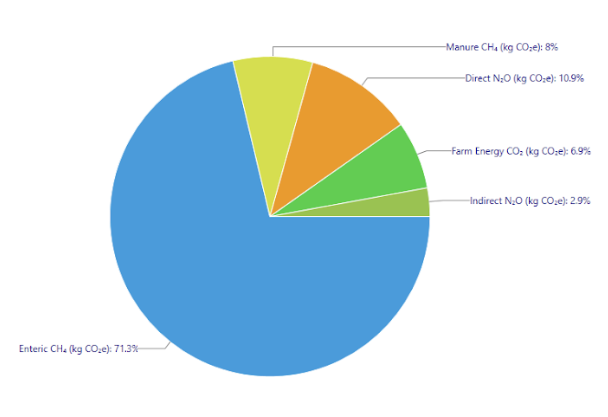 Manure CH₄ (kg CO₂e): 8%
Direct N₂O (kg CO₂e): 10.9%
Farm Energy CO₂ (kg CO₂e): 6.9%
Indirect N₂O (kg CO₂e): 2.9%
Enteric CH₄ (kg CO₂e): 71.3%